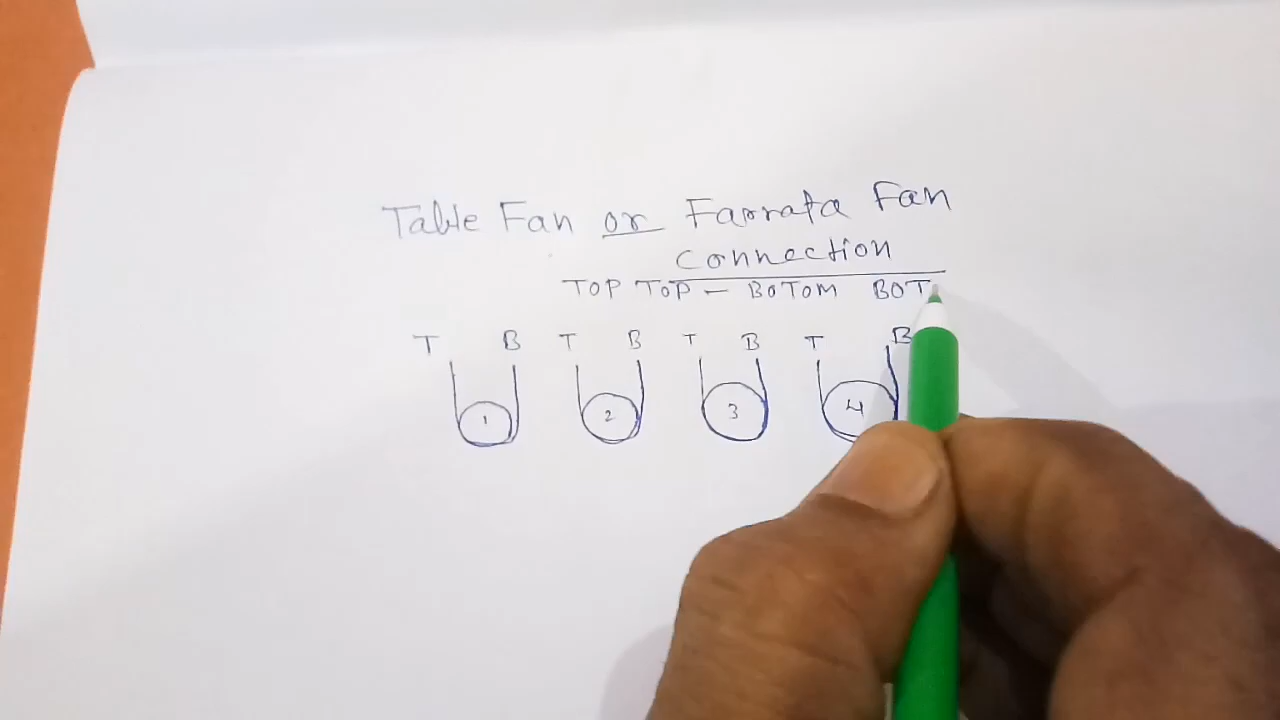 Table Fan or Farrata Fan
Connection
TOP TOP - BOTOM BOT
T B T B T B T B
1 2 3 4